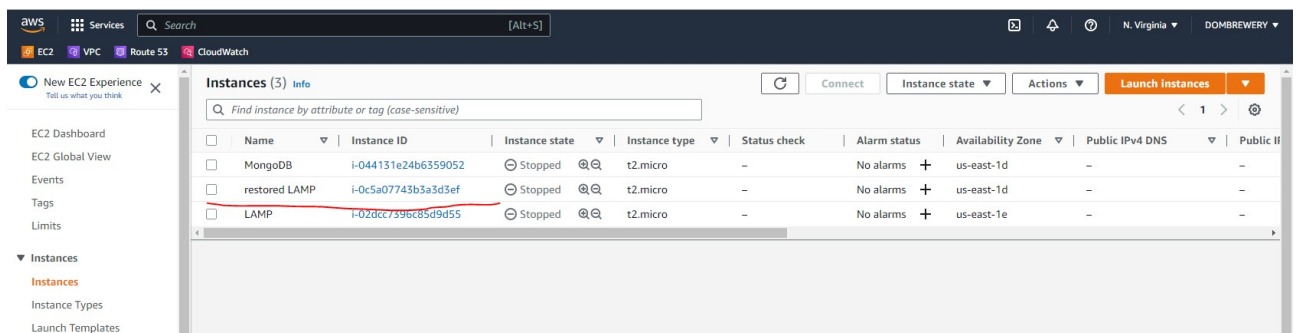 aws Services Search [Alt+S] N. Virginia DOMBREWERY
EC2 VPC Route 53 CloudWatch
New EC2 Experience
Tell us what you think
EC2 Dashboard
EC2 Global View
Events
Tags
Limits
Instances
Instances
Instance Types
Launch Templates
Instances (3) Info Connect Instance state Actions Launch instances
Find instance by attribute or tag (case-sensitive) 1
Name Instance ID Instance state Instance type Status check Alarm status Availability Zone Public IPv4 DNS Public IP
MongoDB i-044131e24b6359052 Stopped t2.micro – No alarms + us-east-1d – –
restored LAMP i-0c5a07743b3a3d3ef Stopped t2.micro – No alarms + us-east-1d – –
LAMP i-02dcc7396c85d9d55 Stopped t2.micro – No alarms + us-east-1e – –